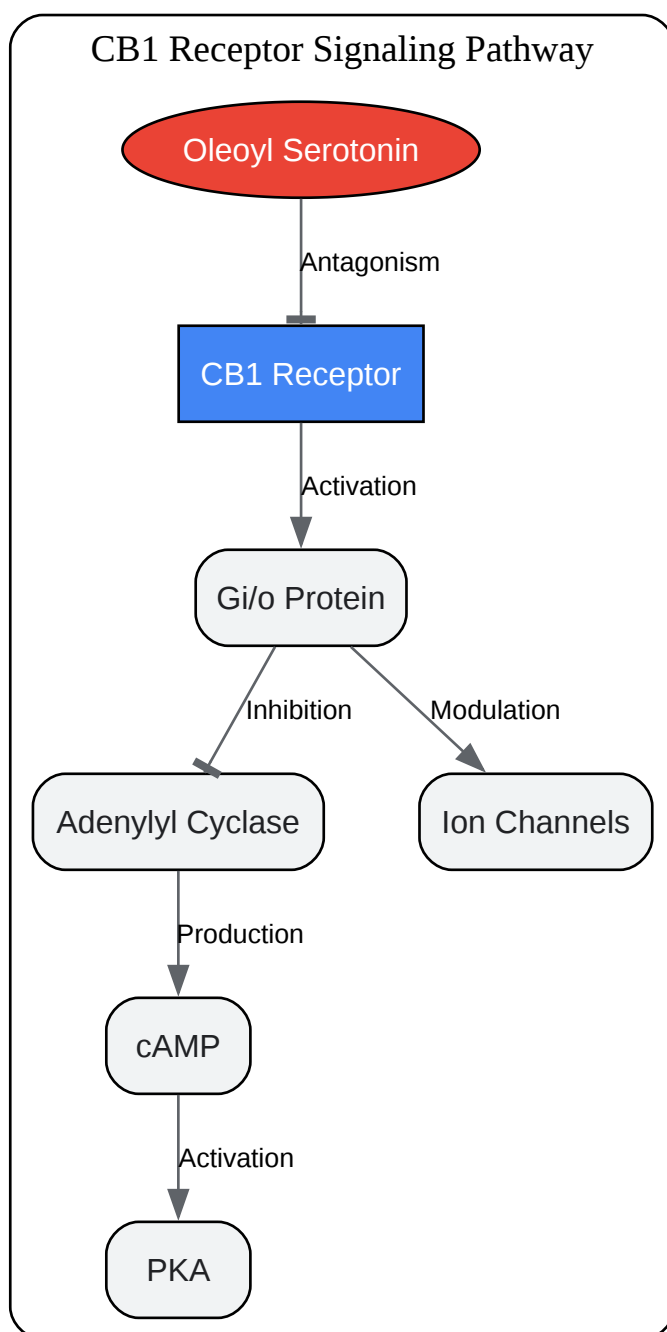 CB1 Receptor Signaling Pathway
Oleoyl Serotonin
Antagonism
CB1 Receptor
Activation
Gi/o Protein
Inhibition
Modulation
Adenylyl Cyclase
Ion Channels
Production
cAMP
Activation
PKA